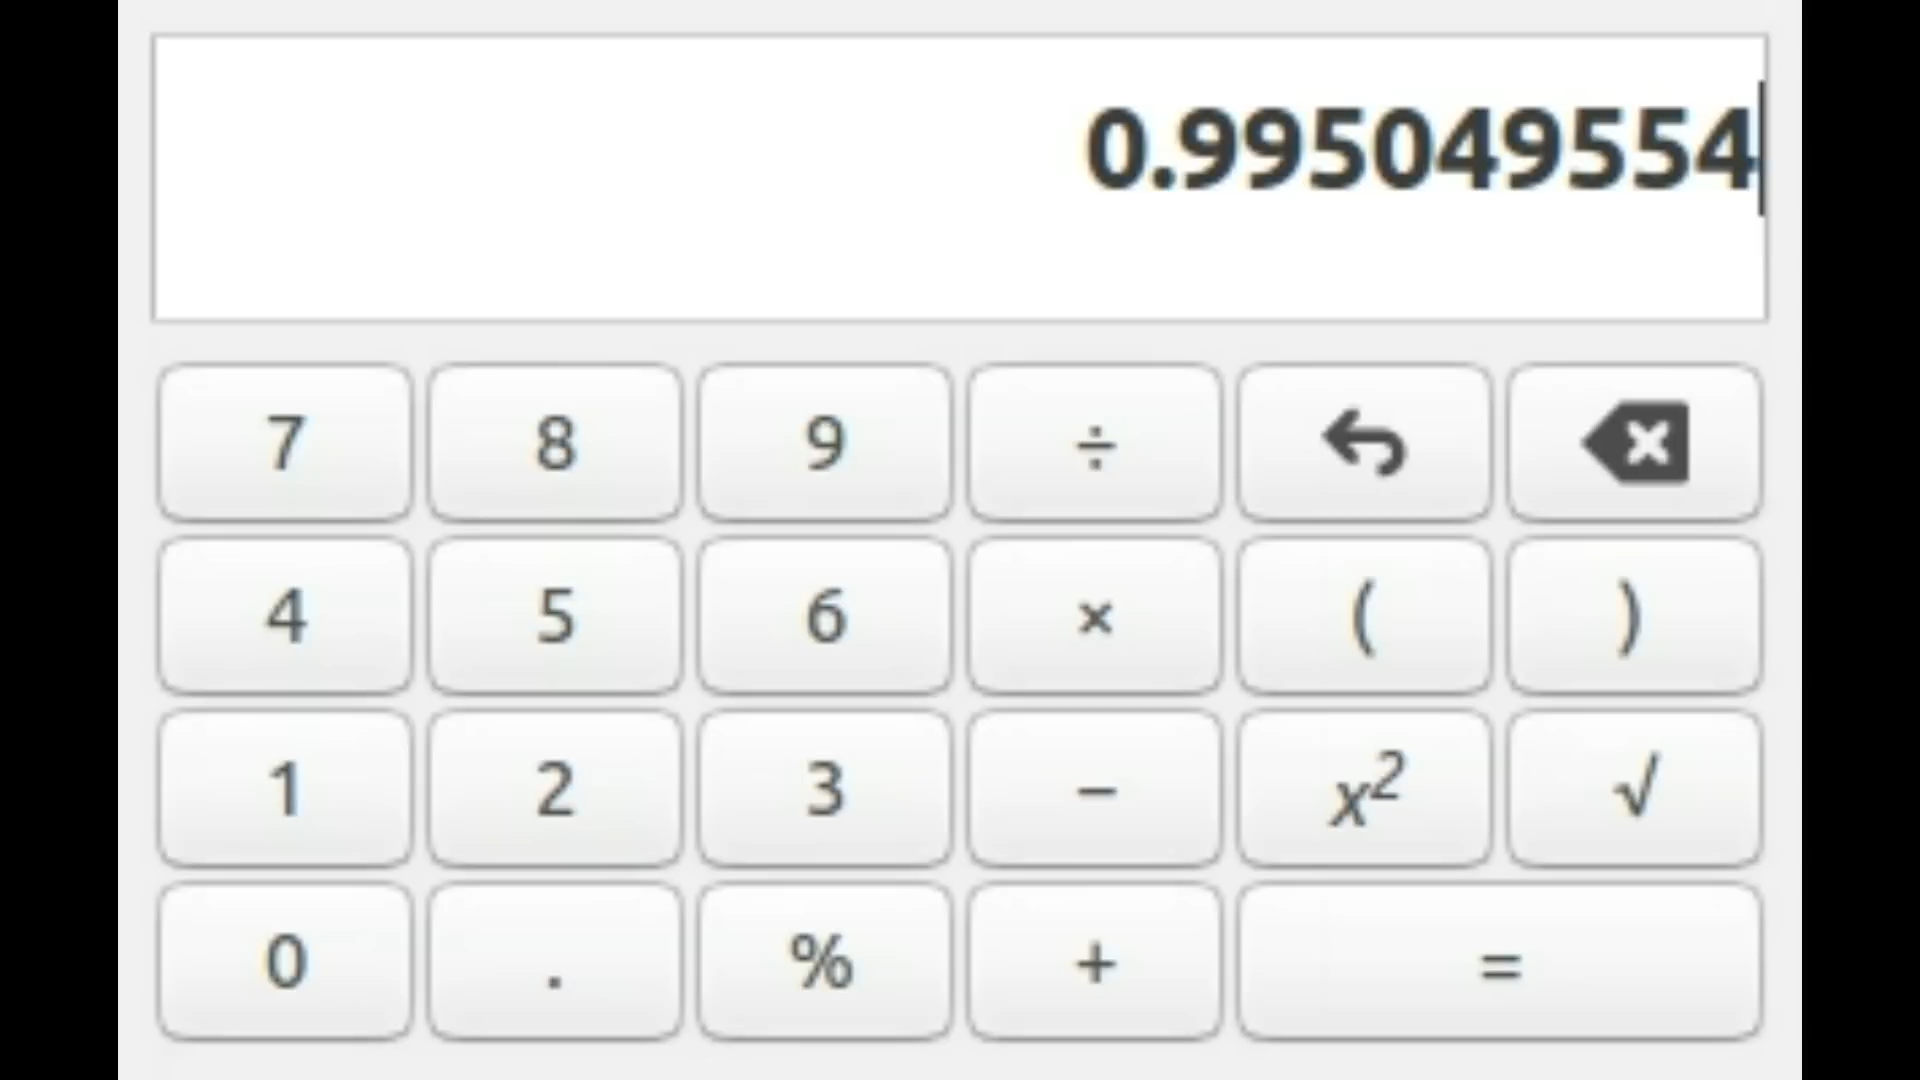 0.995049554
7 8 9 ÷
4 5 6 × ( )
1 2 3 − x² √
0 . % + =